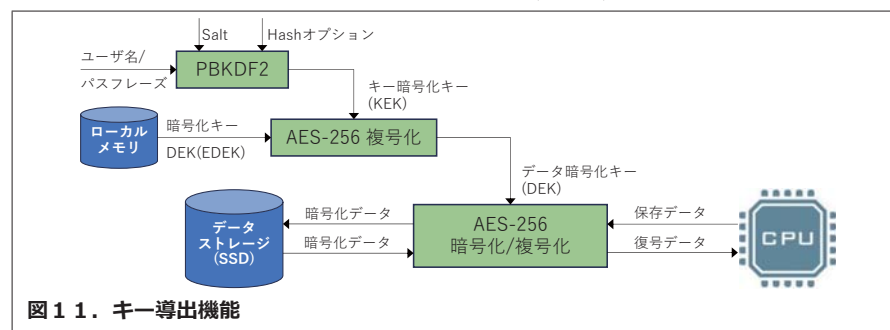 Salt
Hashオプション
ユーザ名/
パスフレーズ
PBKDF2
キー暗号化キー
(KEK)
ローカル
メモリ
暗号化キー
DEK(EDEK)
AES-256 復号化
データ暗号化キー
(DEK)
データ
ストレージ
(SSD)
暗号化データ
暗号化データ
AES-256
暗号化/複号化
保存データ
復号データ
CPU
図11．キー導出機能